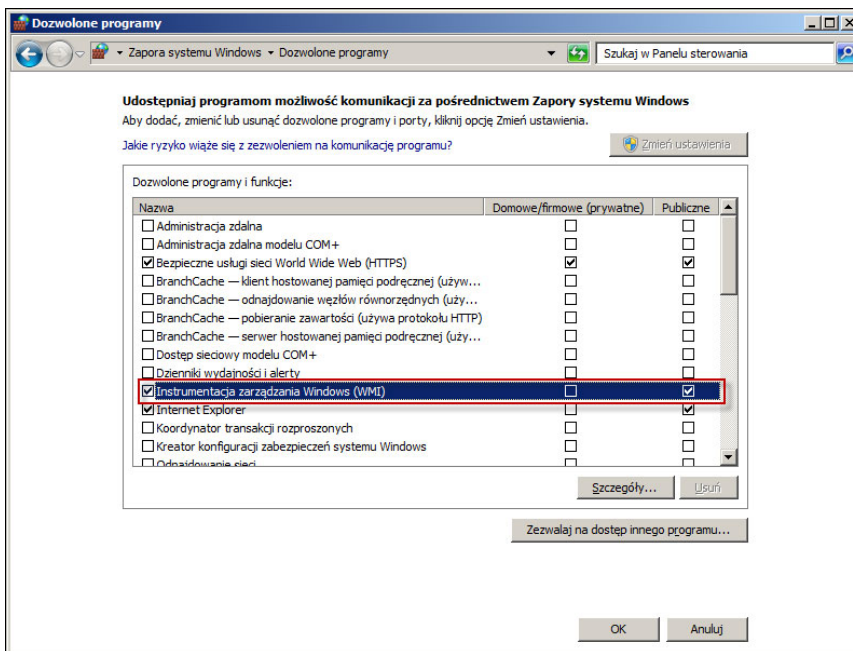 Dozwolone programy
Zapora systemu Windows Dozwolone programy
Szukaj w Panelu sterowania
Udostępniaj programom możliwość komunikacji za pośrednictwem Zapory systemu Windows
Aby dodać, zmienić lub usunąć dozwolone programy i porty, kliknij opcję Zmień ustawienia.
Jakie ryzyko wiąże się z zezwoleniem na komunikację programu?
Zmień ustawienia
Dozwolone programy i funkcje:
Nazwa Domowe/firmowe (prywatne) Publiczne
Administracja zdalna
Administracja zdalna modelu COM+
Bezpieczne usługi sieci World Wide Web (HTTPS)
BranchCache — klient hostowanej pamięci podręcznej (używ...
BranchCache — odnajdowanie węzłów równorzędnych (uży...
BranchCache — pobieranie zawartości (używa protokołu HTTP)
BranchCache — serwer hostowanej pamięci podręcznej (uży...
Dostęp sieciowy modelu COM+
Dzienniki wydajności i alerty
Instrumentacja zarządzania Windows (WMI)
Internet Explorer
Koordynator transakcji rozproszonych
Kreator konfiguracji zabezpieczeń systemu Windows
Odnajdowanie sieci
Szczegóły... Usuń
Zezwalaj na dostęp innego programu...
OK Anuluj